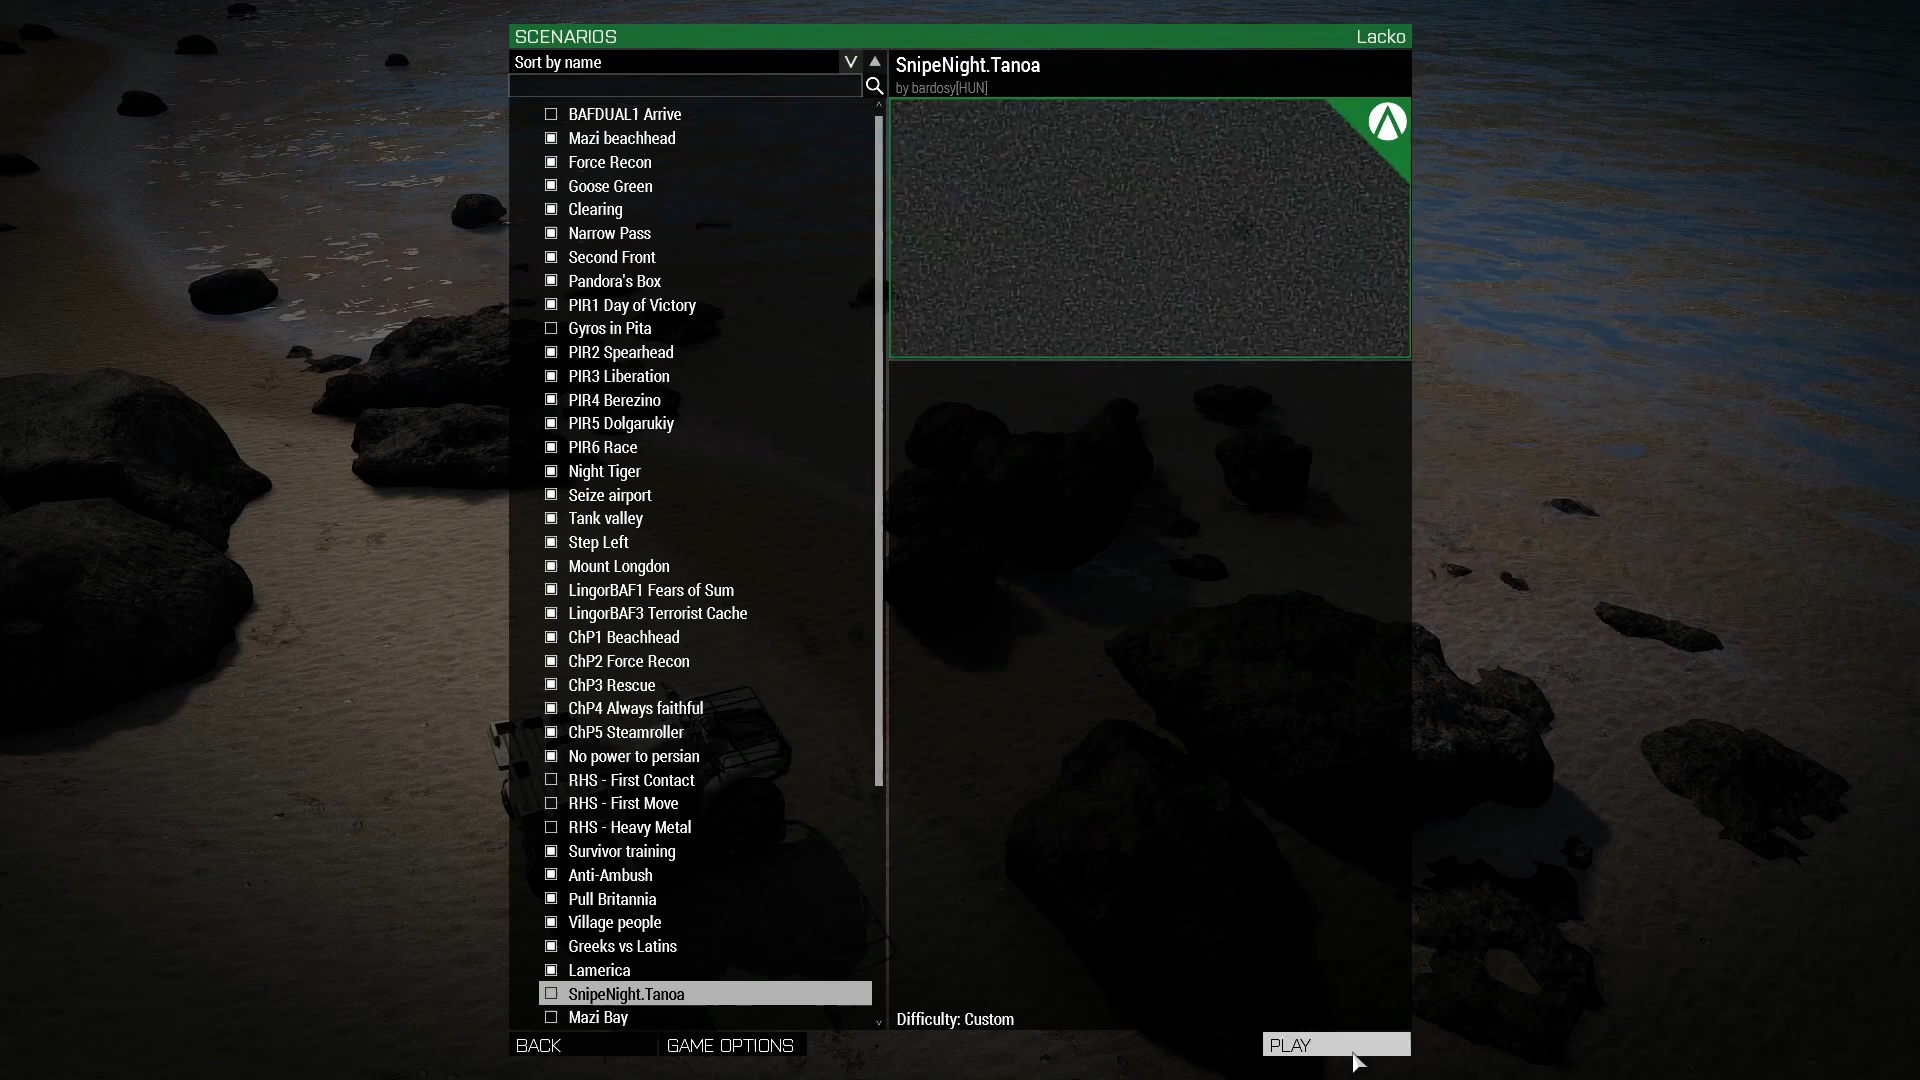 SCENARIOS
Lacko
Sort by name
SnipeNight.Tanoa
by bardosy[HUN]
BAFDUAL1 Arrive
Mazi beachhead
Force Recon
Goose Green
Clearing
Narrow Pass
Second Front
Pandora's Box
PIR1 Day of Victory
Gyros in Pita
PIR2 Spearhead
PIR3 Liberation
PIR4 Berezino
PIR5 Dolgarukiy
PIR6 Race
Night Tiger
Seize airport
Tank valley
Step Left
Mount Longdon
LingorBAF1 Fears of Sum
LingorBAF3 Terrorist Cache
ChP1 Beachhead
ChP2 Force Recon
ChP3 Rescue
ChP4 Always faithful
ChP5 Steamroller
No power to persian
RHS - First Contact
RHS - First Move
RHS - Heavy Metal
Survivor training
Anti-Ambush
Pull Britannia
Village people
Greeks vs Latins
Lamerica
SnipeNight.Tanoa
Mazi Bay
Difficulty: Custom
BACK
GAME OPTIONS
PLAY